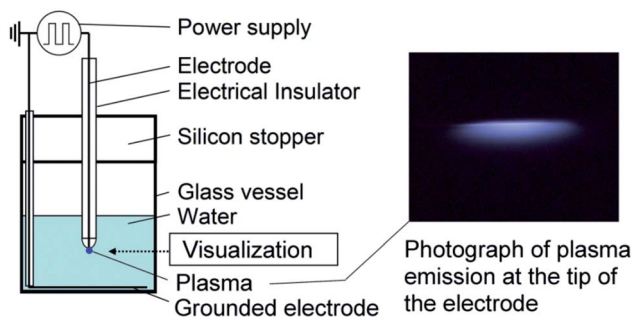 Power supply
Electrode
Electrical Insulator
Silicon stopper
Glass vessel
Water
Visualization
Plasma
Grounded electrode
Photograph of plasma
emission at the tip of
the electrode